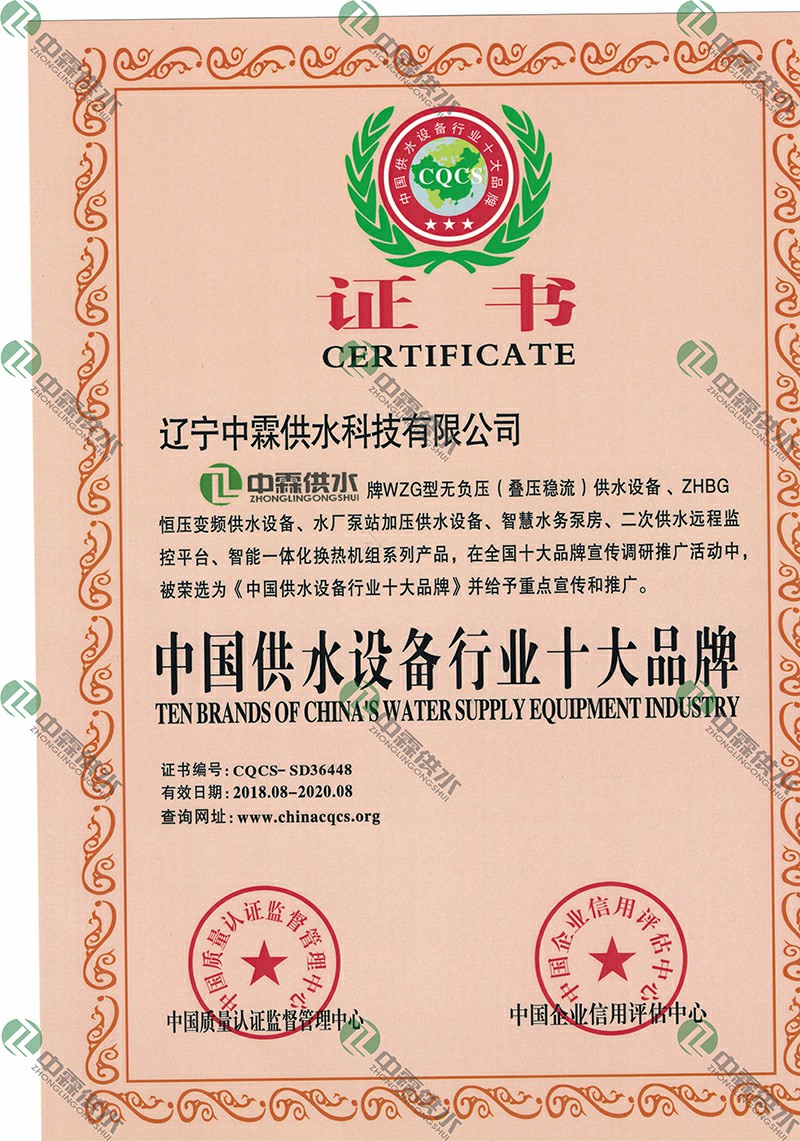 中国供水设备行业十大品牌
CQCS
证 书
CERTIFICATE
辽宁中霖供水科技有限公司
中霖供水 牌WZG型无负压(叠压稳流)供水设备、ZHBG
ZHONGLINGONGSHUI
恒压变频供水设备、水厂泵站加压供水设备、智慧水务泵房、二次供水远程监
控平台、智能一体化换热机组系列产品，在全国十大品牌宣传调研推广活动中，
被荣选为《中国供水设备行业十大品牌》并给予重点宣传和推广。
中国供水设备行业十大品牌
TEN BRANDS OF CHINA'S WATER SUPPLY EQUIPMENT INDUSTRY
证书编号: CQCS- SD36448
有效日期: 2018.08-2020.08
查询网址: www.chinacqcs.org
中国质量认证监督管理中心
中国企业信用评估中心
中国质量认证监督管理中心
中国企业信用评估中心
中霖供水
ZHONGLINGONGSHUI